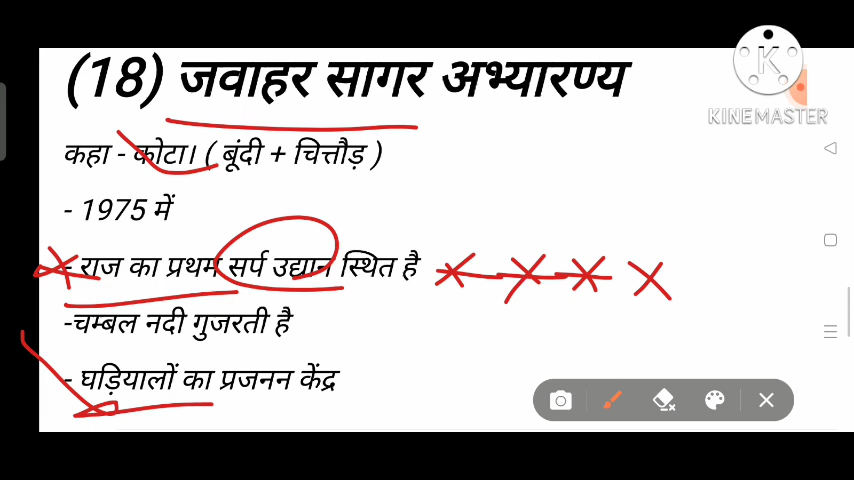 (18) जवाहर सागर अभ्यारण्य
K
KINEMASTER
कहा - कोटा। ( बूंदी + चित्तौड़ )
- 1975 में
- राज का प्रथम सर्प उद्यान स्थित है
-चम्बल नदी गुजरती है
- घड़ियालों का प्रजनन केंद्र